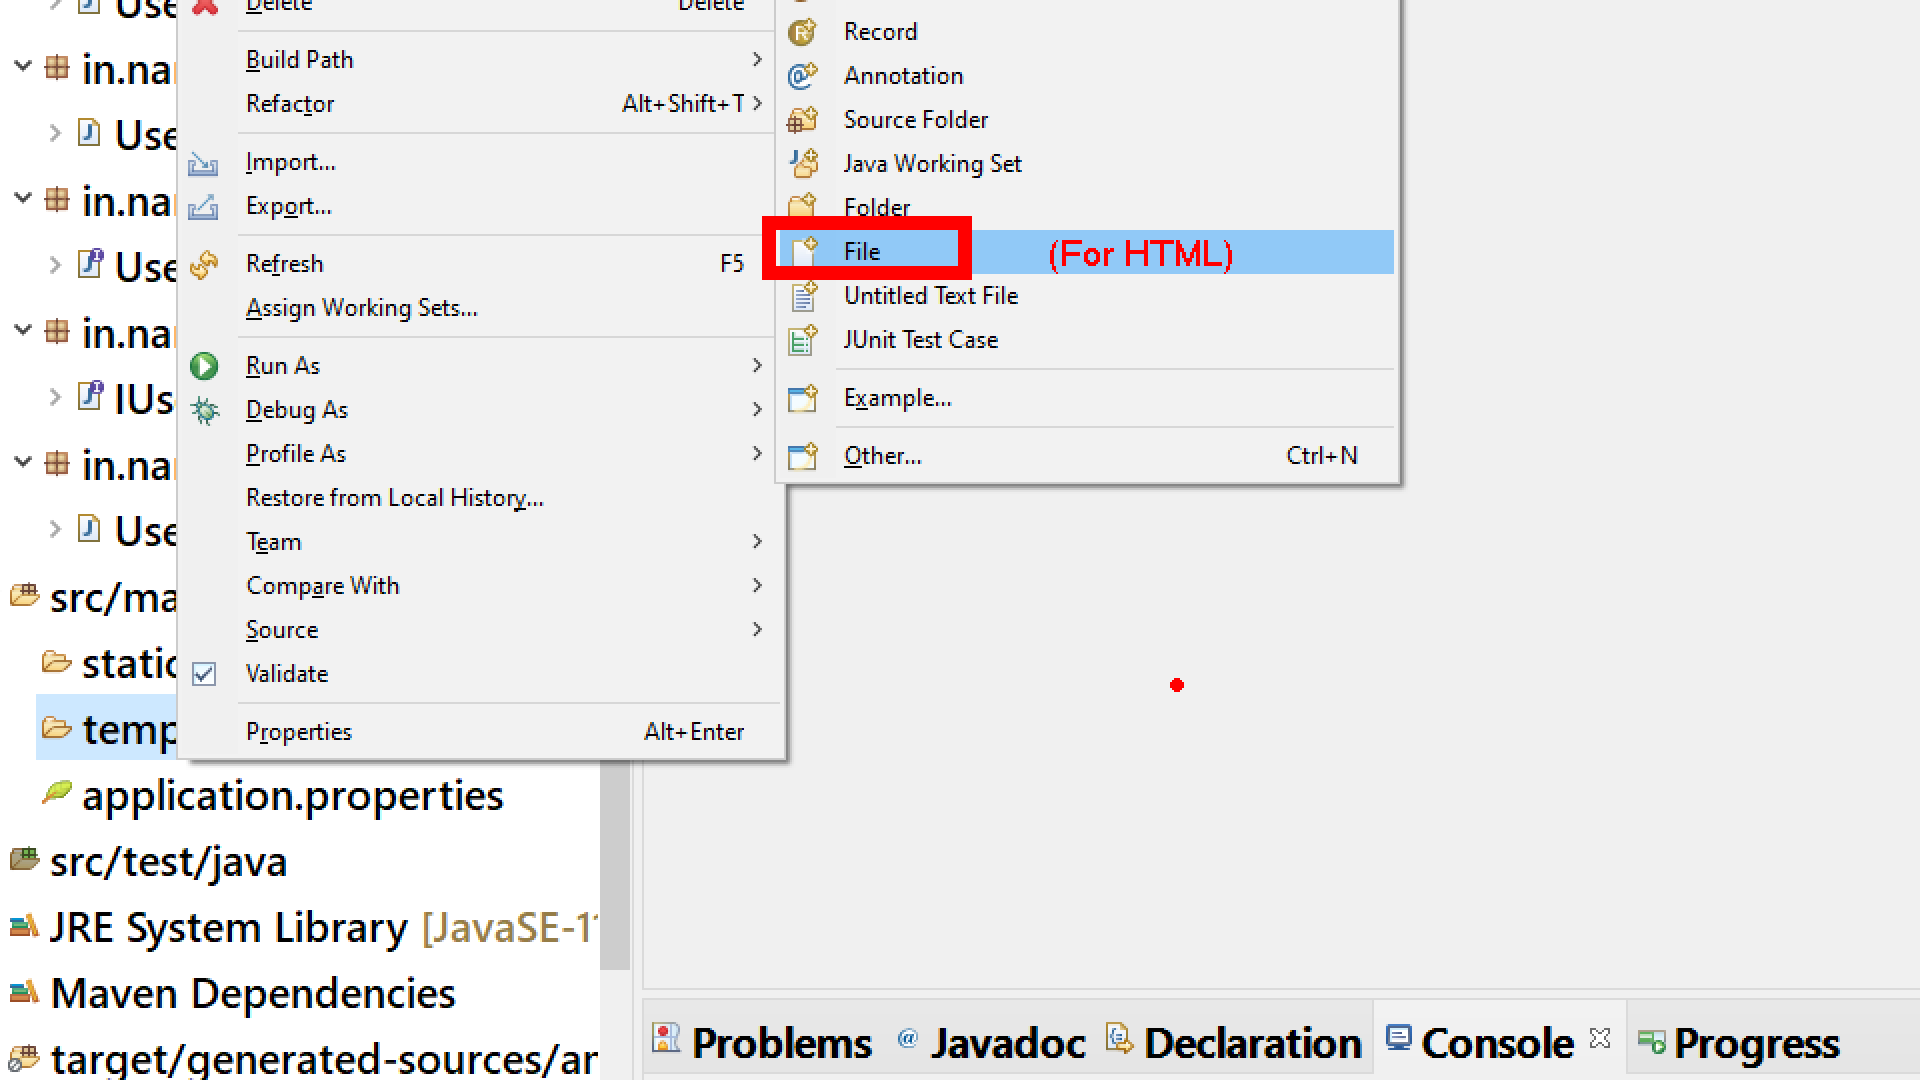 Use
in.na
Use
in.na
Use
in.na
IUs
in.na
Use
src/ma
static
temp
application.properties
src/test/java
JRE System Library [JavaSE-1
Maven Dependencies
target/generated-sources/an
Delete Delete
Build Path
Refactor Alt+Shift+T
Import...
Export...
Refresh F5
Assign Working Sets...
Run As
Debug As
Profile As
Restore from Local History...
Team
Compare With
Source
Validate
Properties Alt+Enter
Record
Annotation
Source Folder
Java Working Set
Folder
File (For HTML)
Untitled Text File
JUnit Test Case
Example...
Other... Ctrl+N
Problems Javadoc Declaration Console Progress